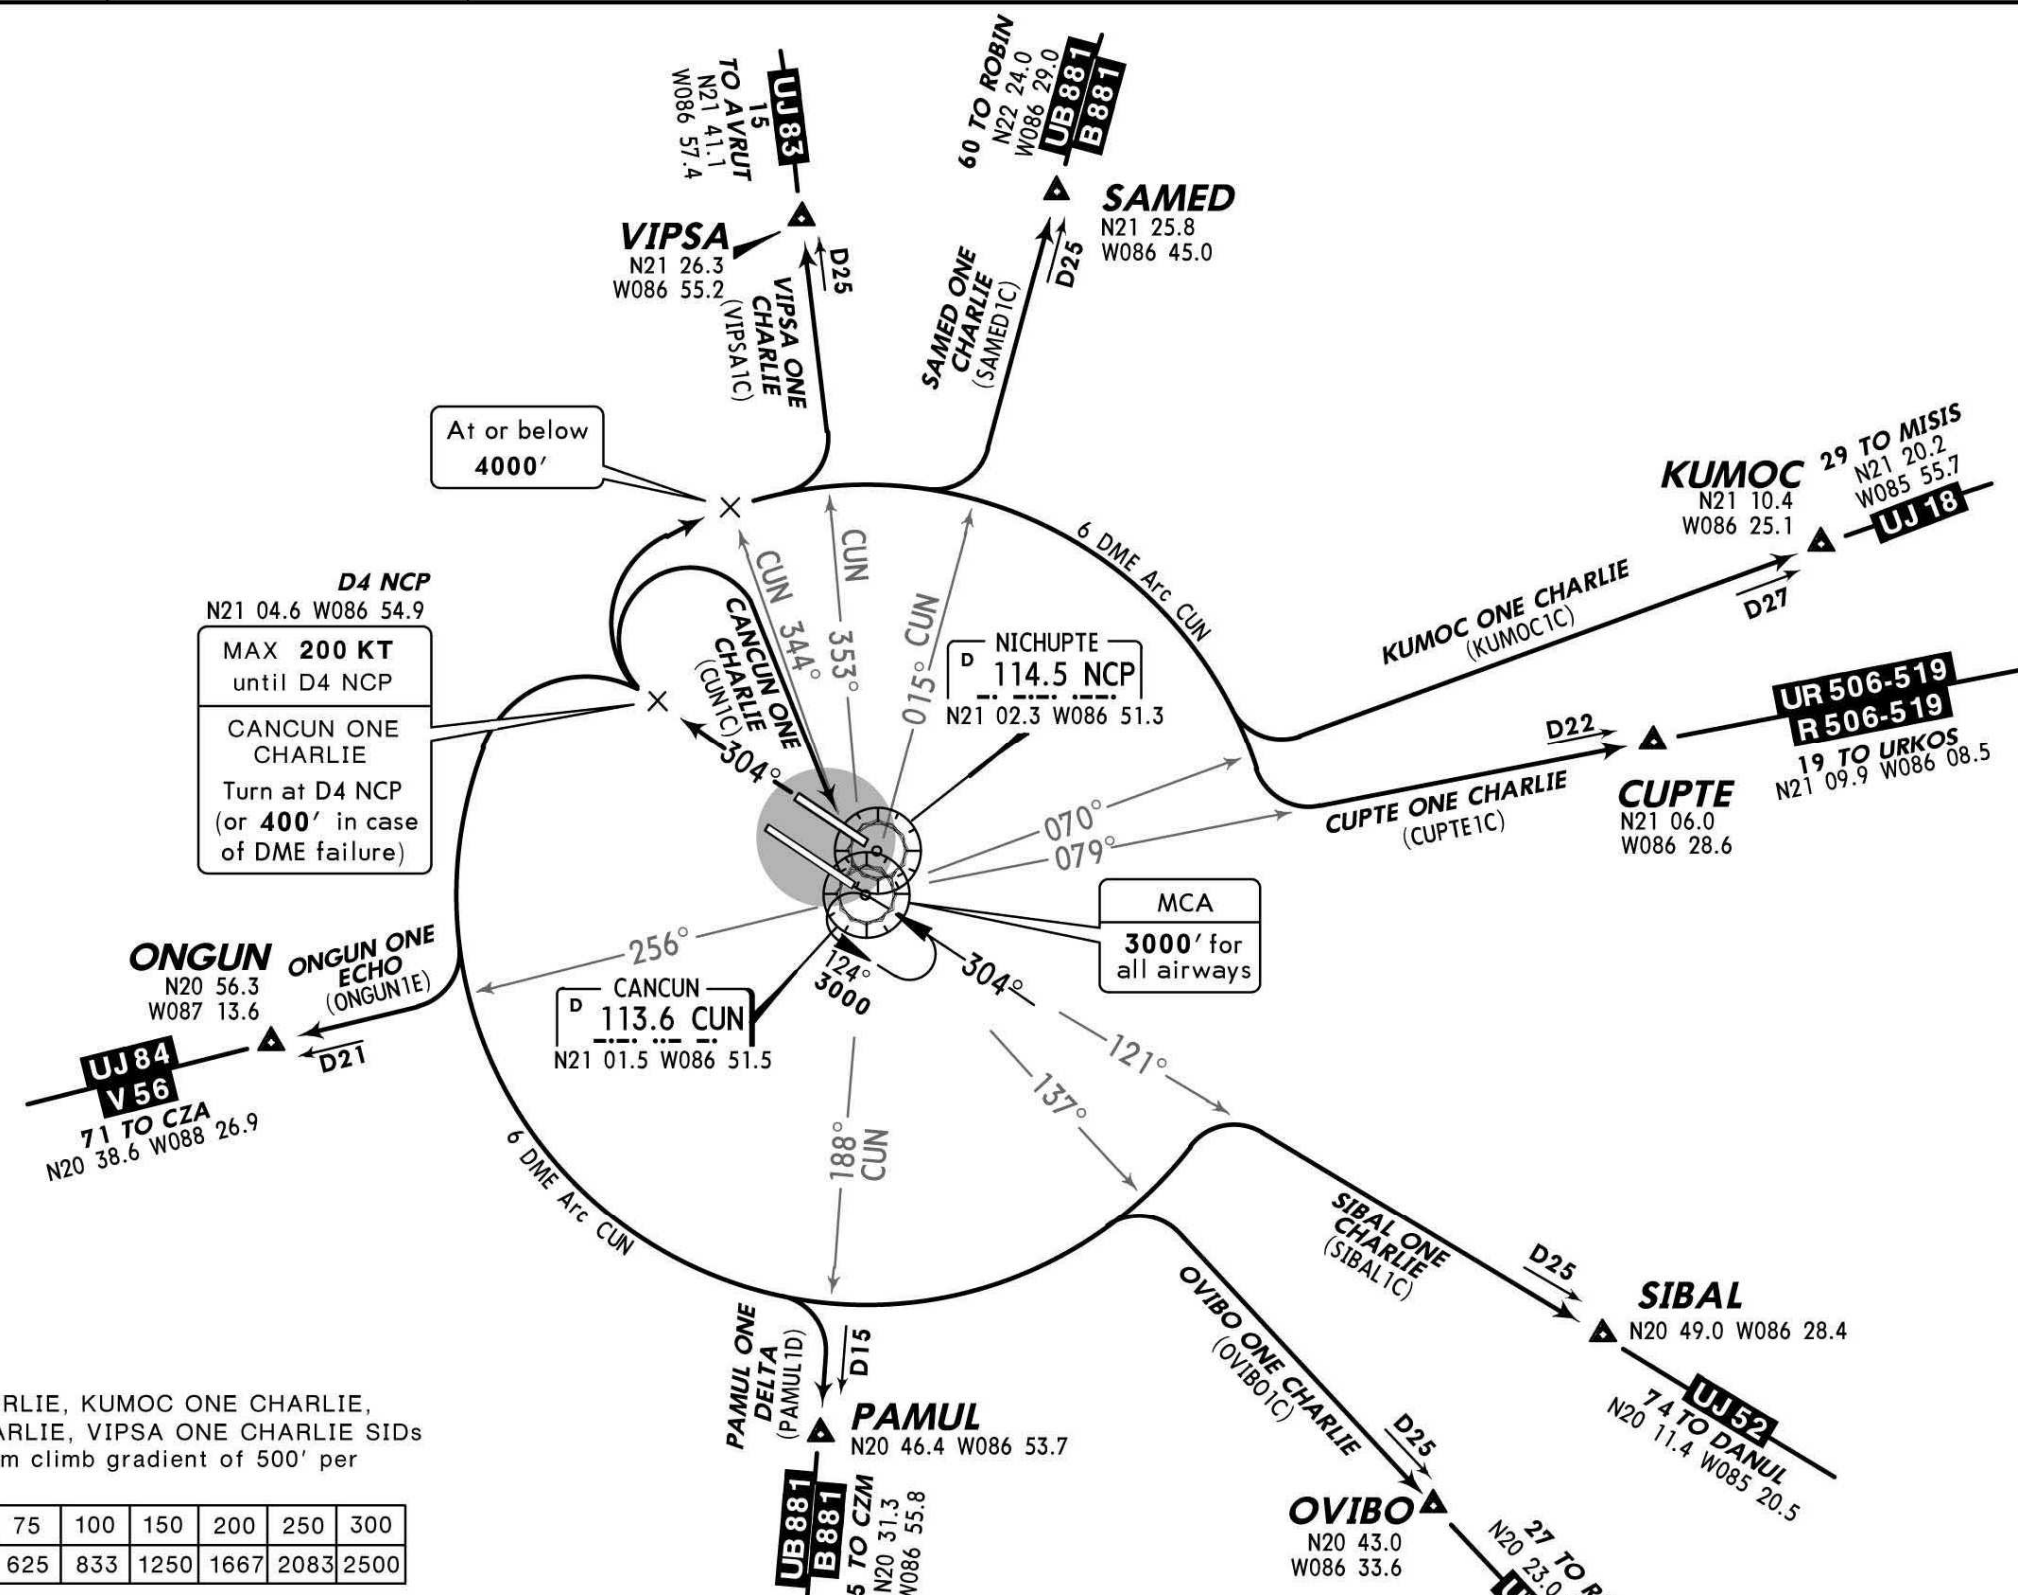 15
TO AVRUT
N21 41.1
W086 57.4
UJ 83
60 TO ROBIN
N22 24.0
W086 29.0
UB 881
B 881
VIPSA
N21 26.3
W086 55.2
D25
VIPSA ONE
CHARLIE
(VIPSA1C)
SAMED
N21 25.8
W086 45.0
D25
SAMED ONE
CHARLIE
(SAMED1C)
At or below
4000′
6 DME Arc CUN
KUMOC
N21 10.4
W086 25.1
29 TO MISIS
N21 20.2
W085 55.7
UJ 18
D27
KUMOC ONE CHARLIE
(KUMOC1C)
D4 NCP
N21 04.6 W086 54.9
MAX 200 KT
until D4 NCP
CANCUN ONE
CHARLIE
Turn at D4 NCP
(or 400′ in case
of DME failure)
CANCUN ONE
CHARLIE
(CUN1C)
CUN 344°
CUN 353°
015° CUN
304°
NICHUPTE
D 114.5 NCP
N21 02.3 W086 51.3
UR 506-519
R 506-519
19 TO URKOS
N21 09.9 W086 08.5
D22
CUPTE
N21 06.0
W086 28.6
CUPTE ONE CHARLIE
(CUPTE1C)
070°
079°
MCA
3000′ for
all airways
256°
ONGUN
N20 56.3
W087 13.6
ONGUN ONE
ECHO
(ONGUN1E)
D21
UJ 84
V 56
71 TO CZA
N20 38.6 W088 26.9
CANCUN
D 113.6 CUN
N21 01.5 W086 51.5
124°
3000
304°
121°
137°
188°
CUN
6 DME Arc CUN
SIBAL ONE
CHARLIE
(SIBAL1C)
D25
SIBAL
N20 49.0 W086 28.4
UJ 52
74 TO DANUL
N20 11.4 W085 20.5
OVIBO ONE CHARLIE
(OVIBO1C)
D25
OVIBO
N20 43.0
W086 33.6
27 TO R
N20 23.0
PAMUL ONE
DELTA
(PAMUL1D)
D15
PAMUL
N20 46.4 W086 53.7
UB 881
B 881
5 TO CZM
N20 31.3
W086 55.8
RLIE, KUMOC ONE CHARLIE,
ARLIE, VIPSA ONE CHARLIE SIDs
m climb gradient of 500′ per
75 100 150 200 250 300
625 833 1250 1667 2083 2500